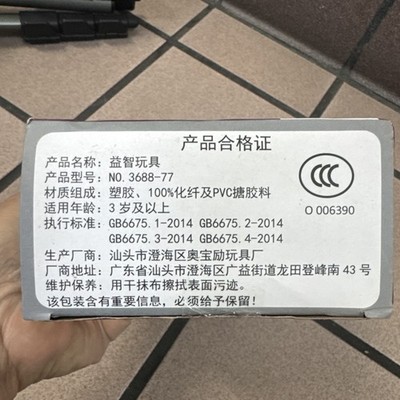 产品合格证
产品名称：益智玩具
产品型号：NO.3688-77
材质组成：塑胶、100%化纤及PVC搪胶料
适用年龄：3 岁及以上
执行标准：GB6675.1-2014 GB6675.2-2014
GB6675.3-2014 GB6675.4-2014
CCC
O 006390
生产厂商：汕头市澄海区奥宝励玩具厂
厂商地址：广东省汕头市澄海区广益街道龙田登峰南 43 号
维护保养：用干抹布擦拭表面污迹。
该包装含有重要信息，必须给予保留！